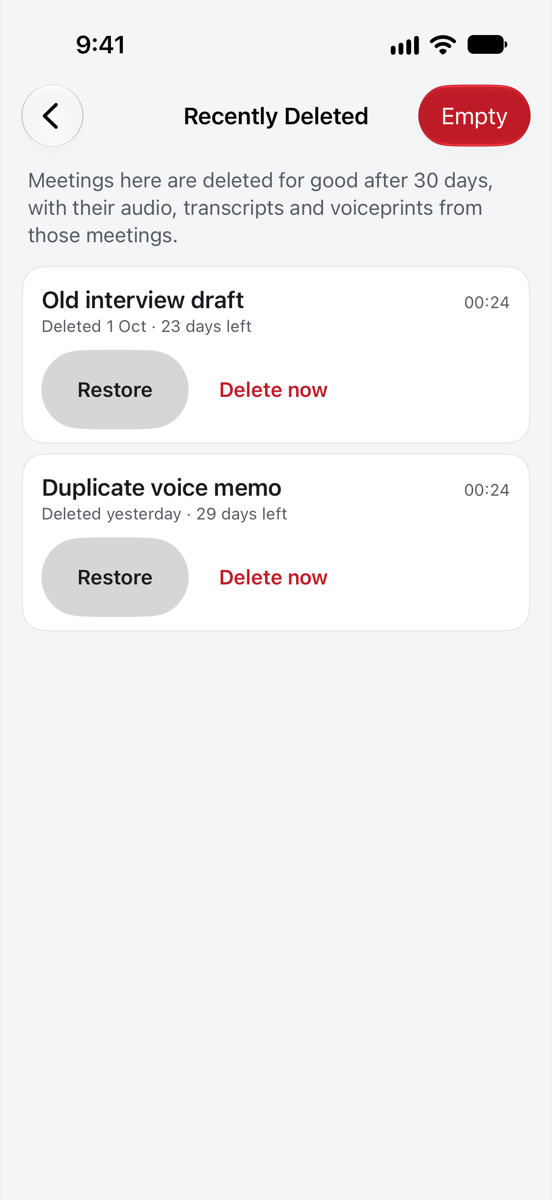 9:41
Recently Deleted
Empty
Meetings here are deleted for good after 30 days,
with their audio, transcripts and voiceprints from
those meetings.
Old interview draft
00:24
Deleted 1 Oct · 23 days left
Restore
Delete now
Duplicate voice memo
00:24
Deleted yesterday · 29 days left
Restore
Delete now